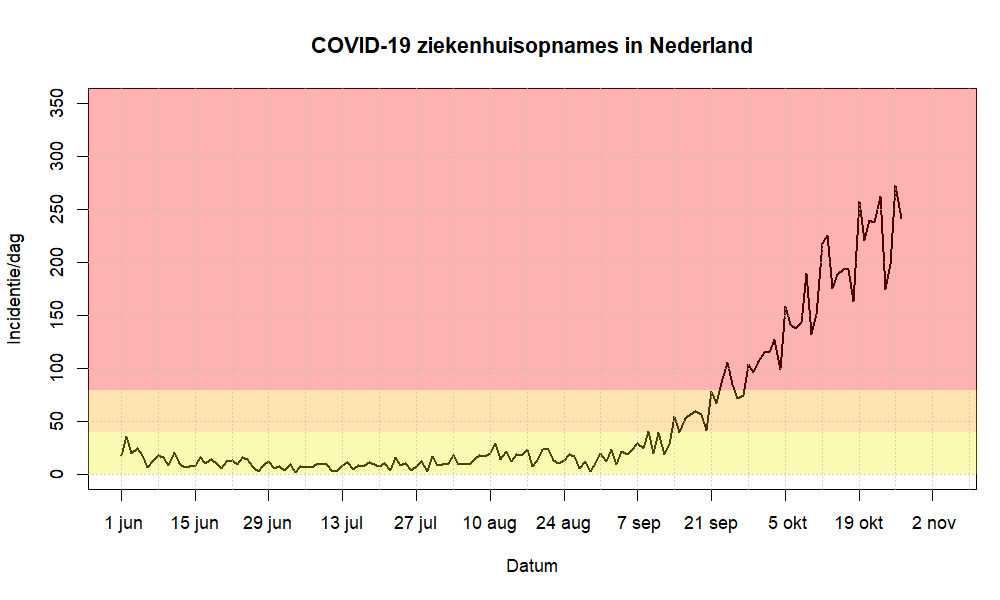 COVID-19 ziekenhuisopnames in Nederland
Incidentie/dag
350
300
250
200
150
100
50
0
1 jun 15 jun 29 jun 13 jul 27 jul 10 aug 24 aug 7 sep 21 sep 5 okt 19 okt 2 nov
Datum